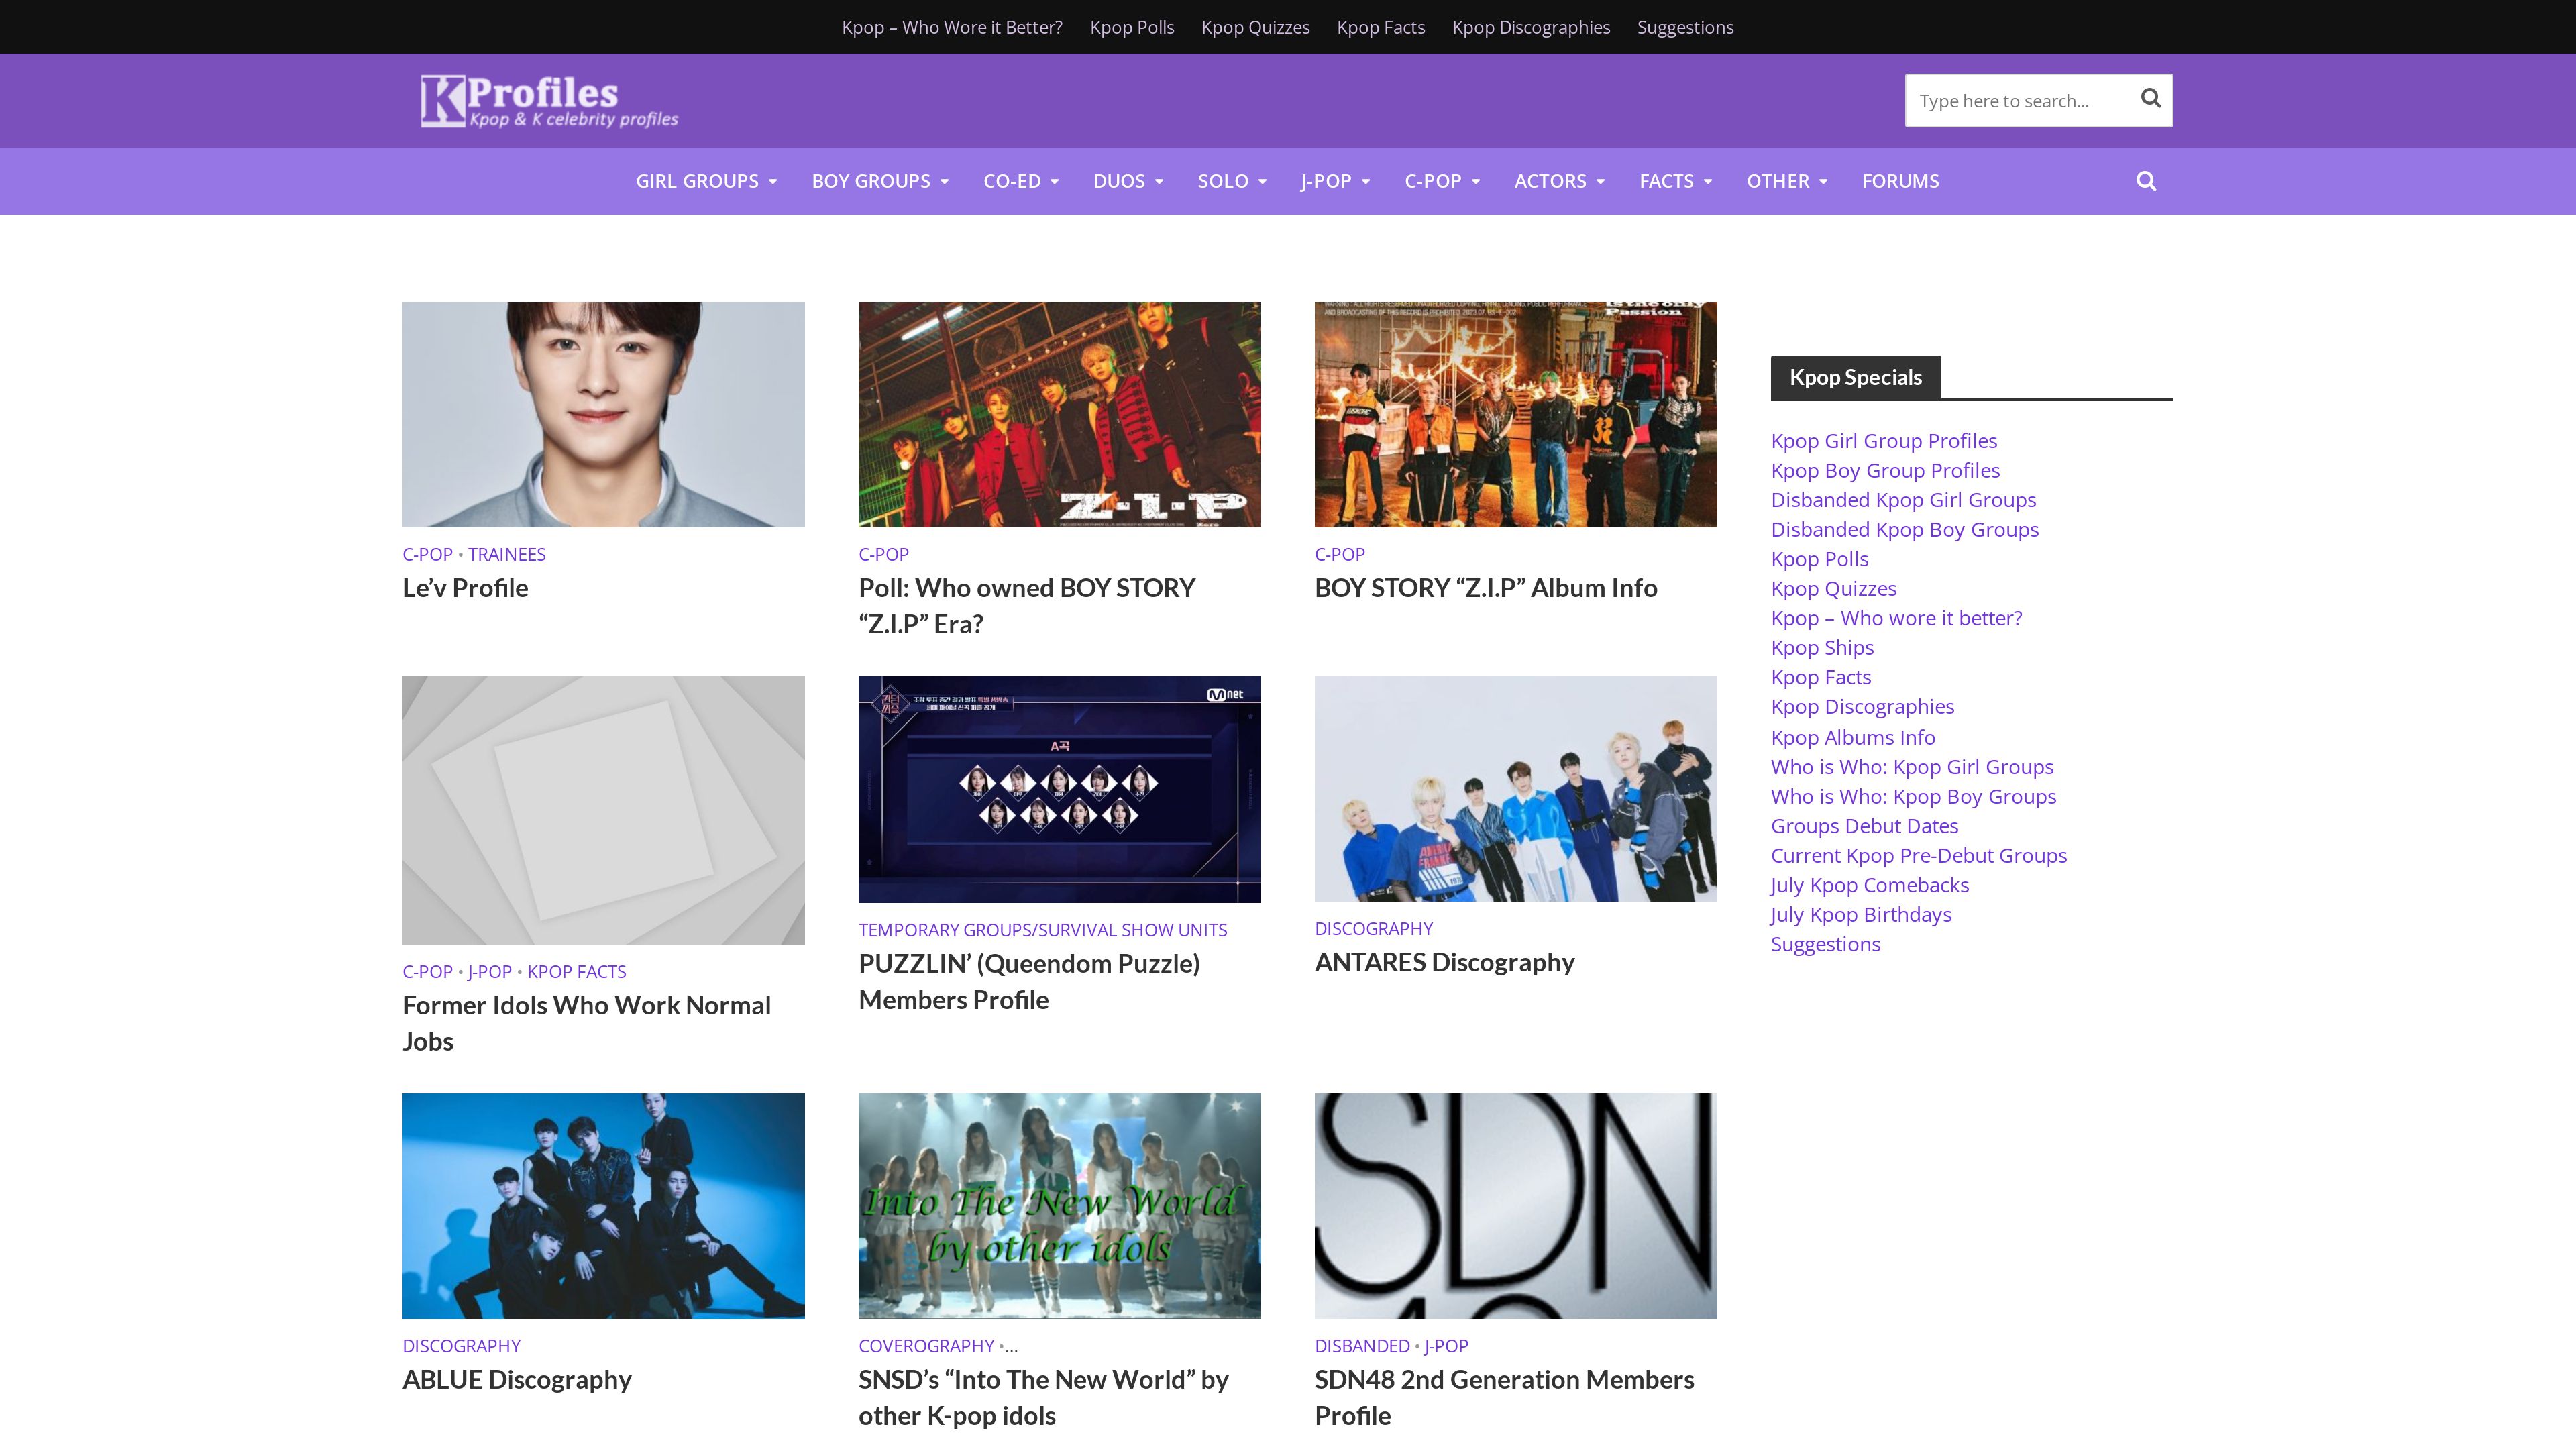 Kpop – Who Wore it Better? Kpop Polls Kpop Quizzes Kpop Facts Kpop Discographies Suggestions
KProfiles
Kpop & K celebrity profiles
Type here to search...
GIRL GROUPS BOY GROUPS CO-ED DUOS SOLO J-POP C-POP ACTORS FACTS OTHER FORUMS
Z·I·P
Passion
C-POP • TRAINEES
Le’v Profile
C-POP
Poll: Who owned BOY STORY
“Z.I.P” Era?
C-POP
BOY STORY “Z.I.P” Album Info
Mnet
A곡
C-POP • J-POP • KPOP FACTS
Former Idols Who Work Normal
Jobs
TEMPORARY GROUPS/SURVIVAL SHOW UNITS
PUZZLIN’ (Queendom Puzzle)
Members Profile
DISCOGRAPHY
ANTARES Discography
Into The New World
by other idols
SDN
DISCOGRAPHY
ABLUE Discography
COVEROGRAPHY •...
SNSD’s “Into The New World” by
other K-pop idols
DISBANDED • J-POP
SDN48 2nd Generation Members
Profile
Kpop Specials
Kpop Girl Group Profiles
Kpop Boy Group Profiles
Disbanded Kpop Girl Groups
Disbanded Kpop Boy Groups
Kpop Polls
Kpop Quizzes
Kpop – Who wore it better?
Kpop Ships
Kpop Facts
Kpop Discographies
Kpop Albums Info
Who is Who: Kpop Girl Groups
Who is Who: Kpop Boy Groups
Groups Debut Dates
Current Kpop Pre-Debut Groups
July Kpop Comebacks
July Kpop Birthdays
Suggestions